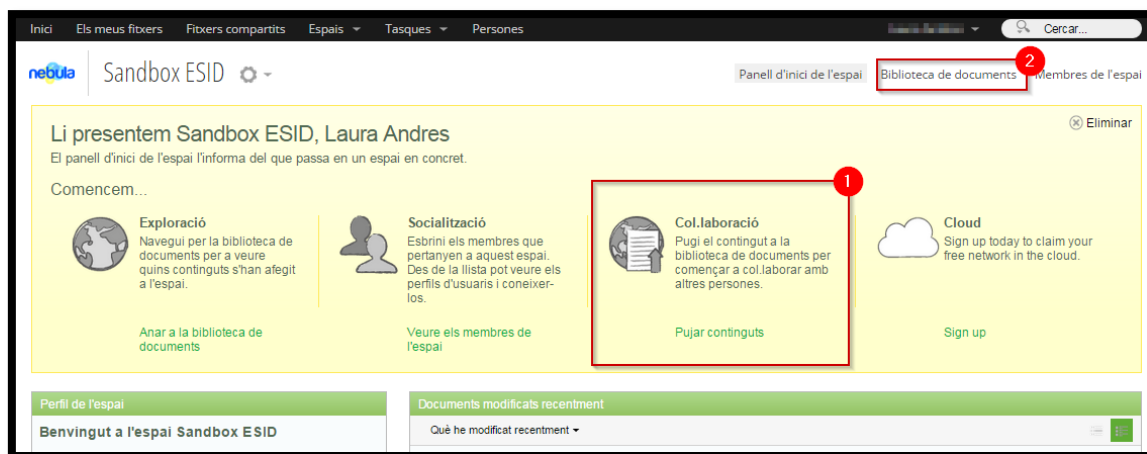 Inici Els meus fitxers Fitxers compartits Espais Tasques Persones Cercar...
nebula Sandbox ESID Panell d'inici de l'espai Biblioteca de documents Membres de l'espai
2
Li presentem Sandbox ESID, Laura Andres
Eliminar
El panell d'inici de l'espai l'informa del que passa en un espai en concret.
Comencem...
1
Exploració
Navegui per la biblioteca de
documents per a veure
quins continguts s'han afegit
a l'espai.
Anar a la biblioteca de
documents
Socialització
Esbrini els membres que
pertanyen a aquest espai.
Des de la llista pot veure els
perfils d'usuaris i coneixer-
los.
Veure els membres de
l'espai
Col.laboració
Pugi el contingut a la
biblioteca de documents per
començar a col.laborar amb
altres persones.
Pujar continguts
Cloud
Sign up today to claim your
free network in the cloud.
Sign up
Perfil de l'espai
Benvingut a l'espai Sandbox ESID
Documents modificats recentment
Què he modificat recentment